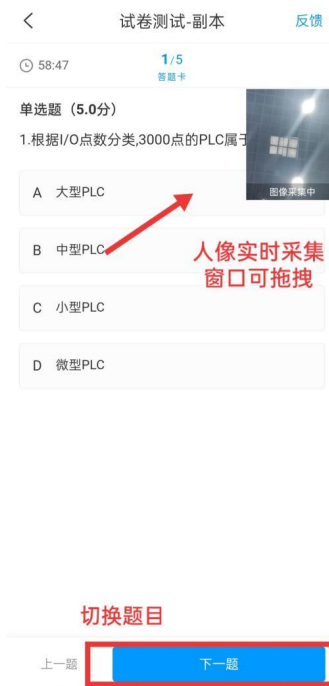 试卷测试-副本
反馈
58:47
1/5
答题卡
单选题（5.0分）
1.根据I/O点数分类,3000点的PLC属于
图像采集中
A 大型PLC
B 中型PLC
人像实时采集
窗口可拖拽
C 小型PLC
D 微型PLC
切换题目
上一题
下一题